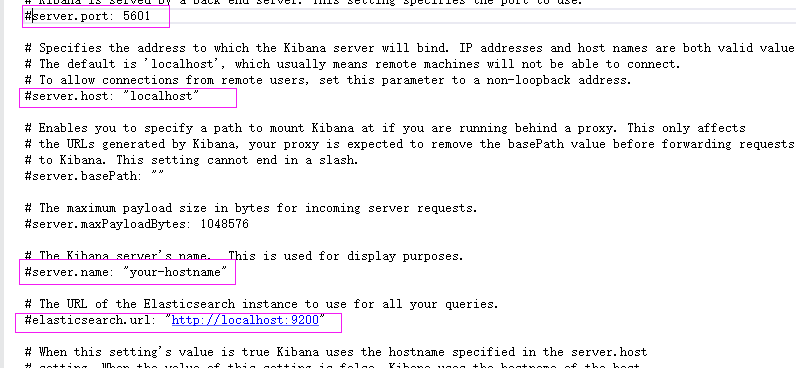 # Kibana is served by a back end server. This setting specifies the port to use.
#server.port: 5601
# Specifies the address to which the Kibana server will bind. IP addresses and host names are both valid value
# The default is 'localhost', which usually means remote machines will not be able to connect.
# To allow connections from remote users, set this parameter to a non-loopback address.
#server.host: "localhost"
# Enables you to specify a path to mount Kibana at if you are running behind a proxy. This only affects
# the URLs generated by Kibana, your proxy is expected to remove the basePath value before forwarding requests
# to Kibana. This setting cannot end in a slash.
#server.basePath: ""
# The maximum payload size in bytes for incoming server requests.
#server.maxPayloadBytes: 1048576
# The Kibana server's name.  This is used for display purposes.
#server.name: "your-hostname"
# The URL of the Elasticsearch instance to use for all your queries.
#elasticsearch.url: "http://localhost:9200"
# When this setting's value is true Kibana uses the hostname specified in the server.host
# setting. When the value of this setting is false, Kibana uses the hostname of the host